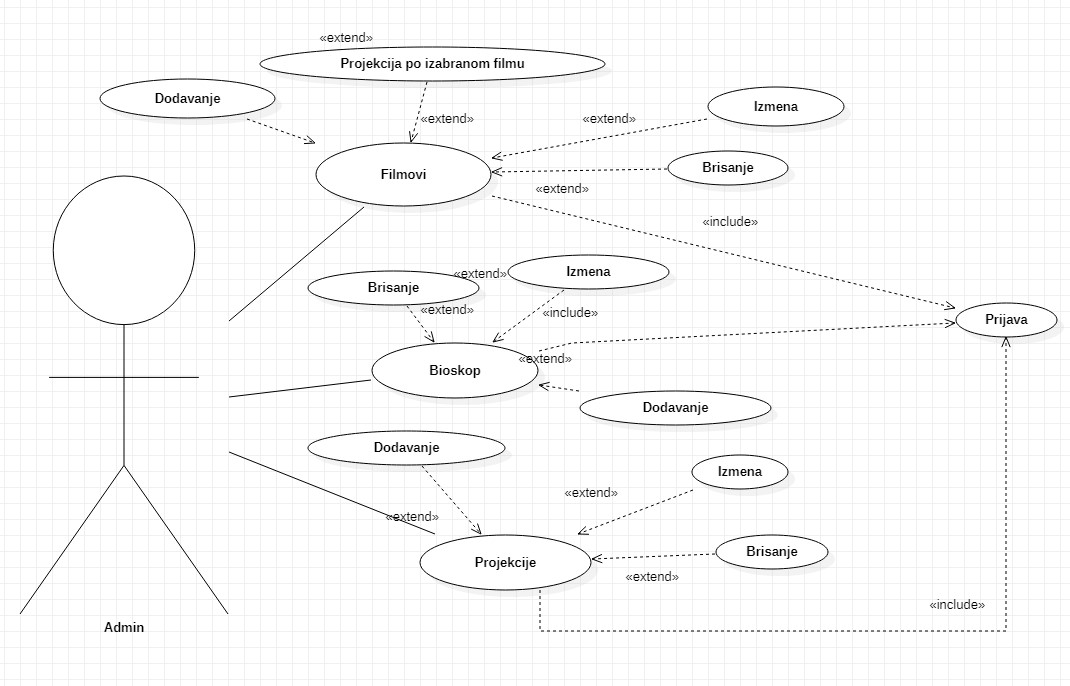 «extend»
Projekcija po izabranom filmu
Dodavanje
Izmena
«extend»
«extend»
Brisanje
Filmovi
«extend»
«include»
Izmena
«extend»
Brisanje
«extend»
«include»
Prijava
«extend»
Bioskop
Dodavanje
Dodavanje
Izmena
«extend»
«extend»
Brisanje
Projekcije
«extend»
«include»
Admin